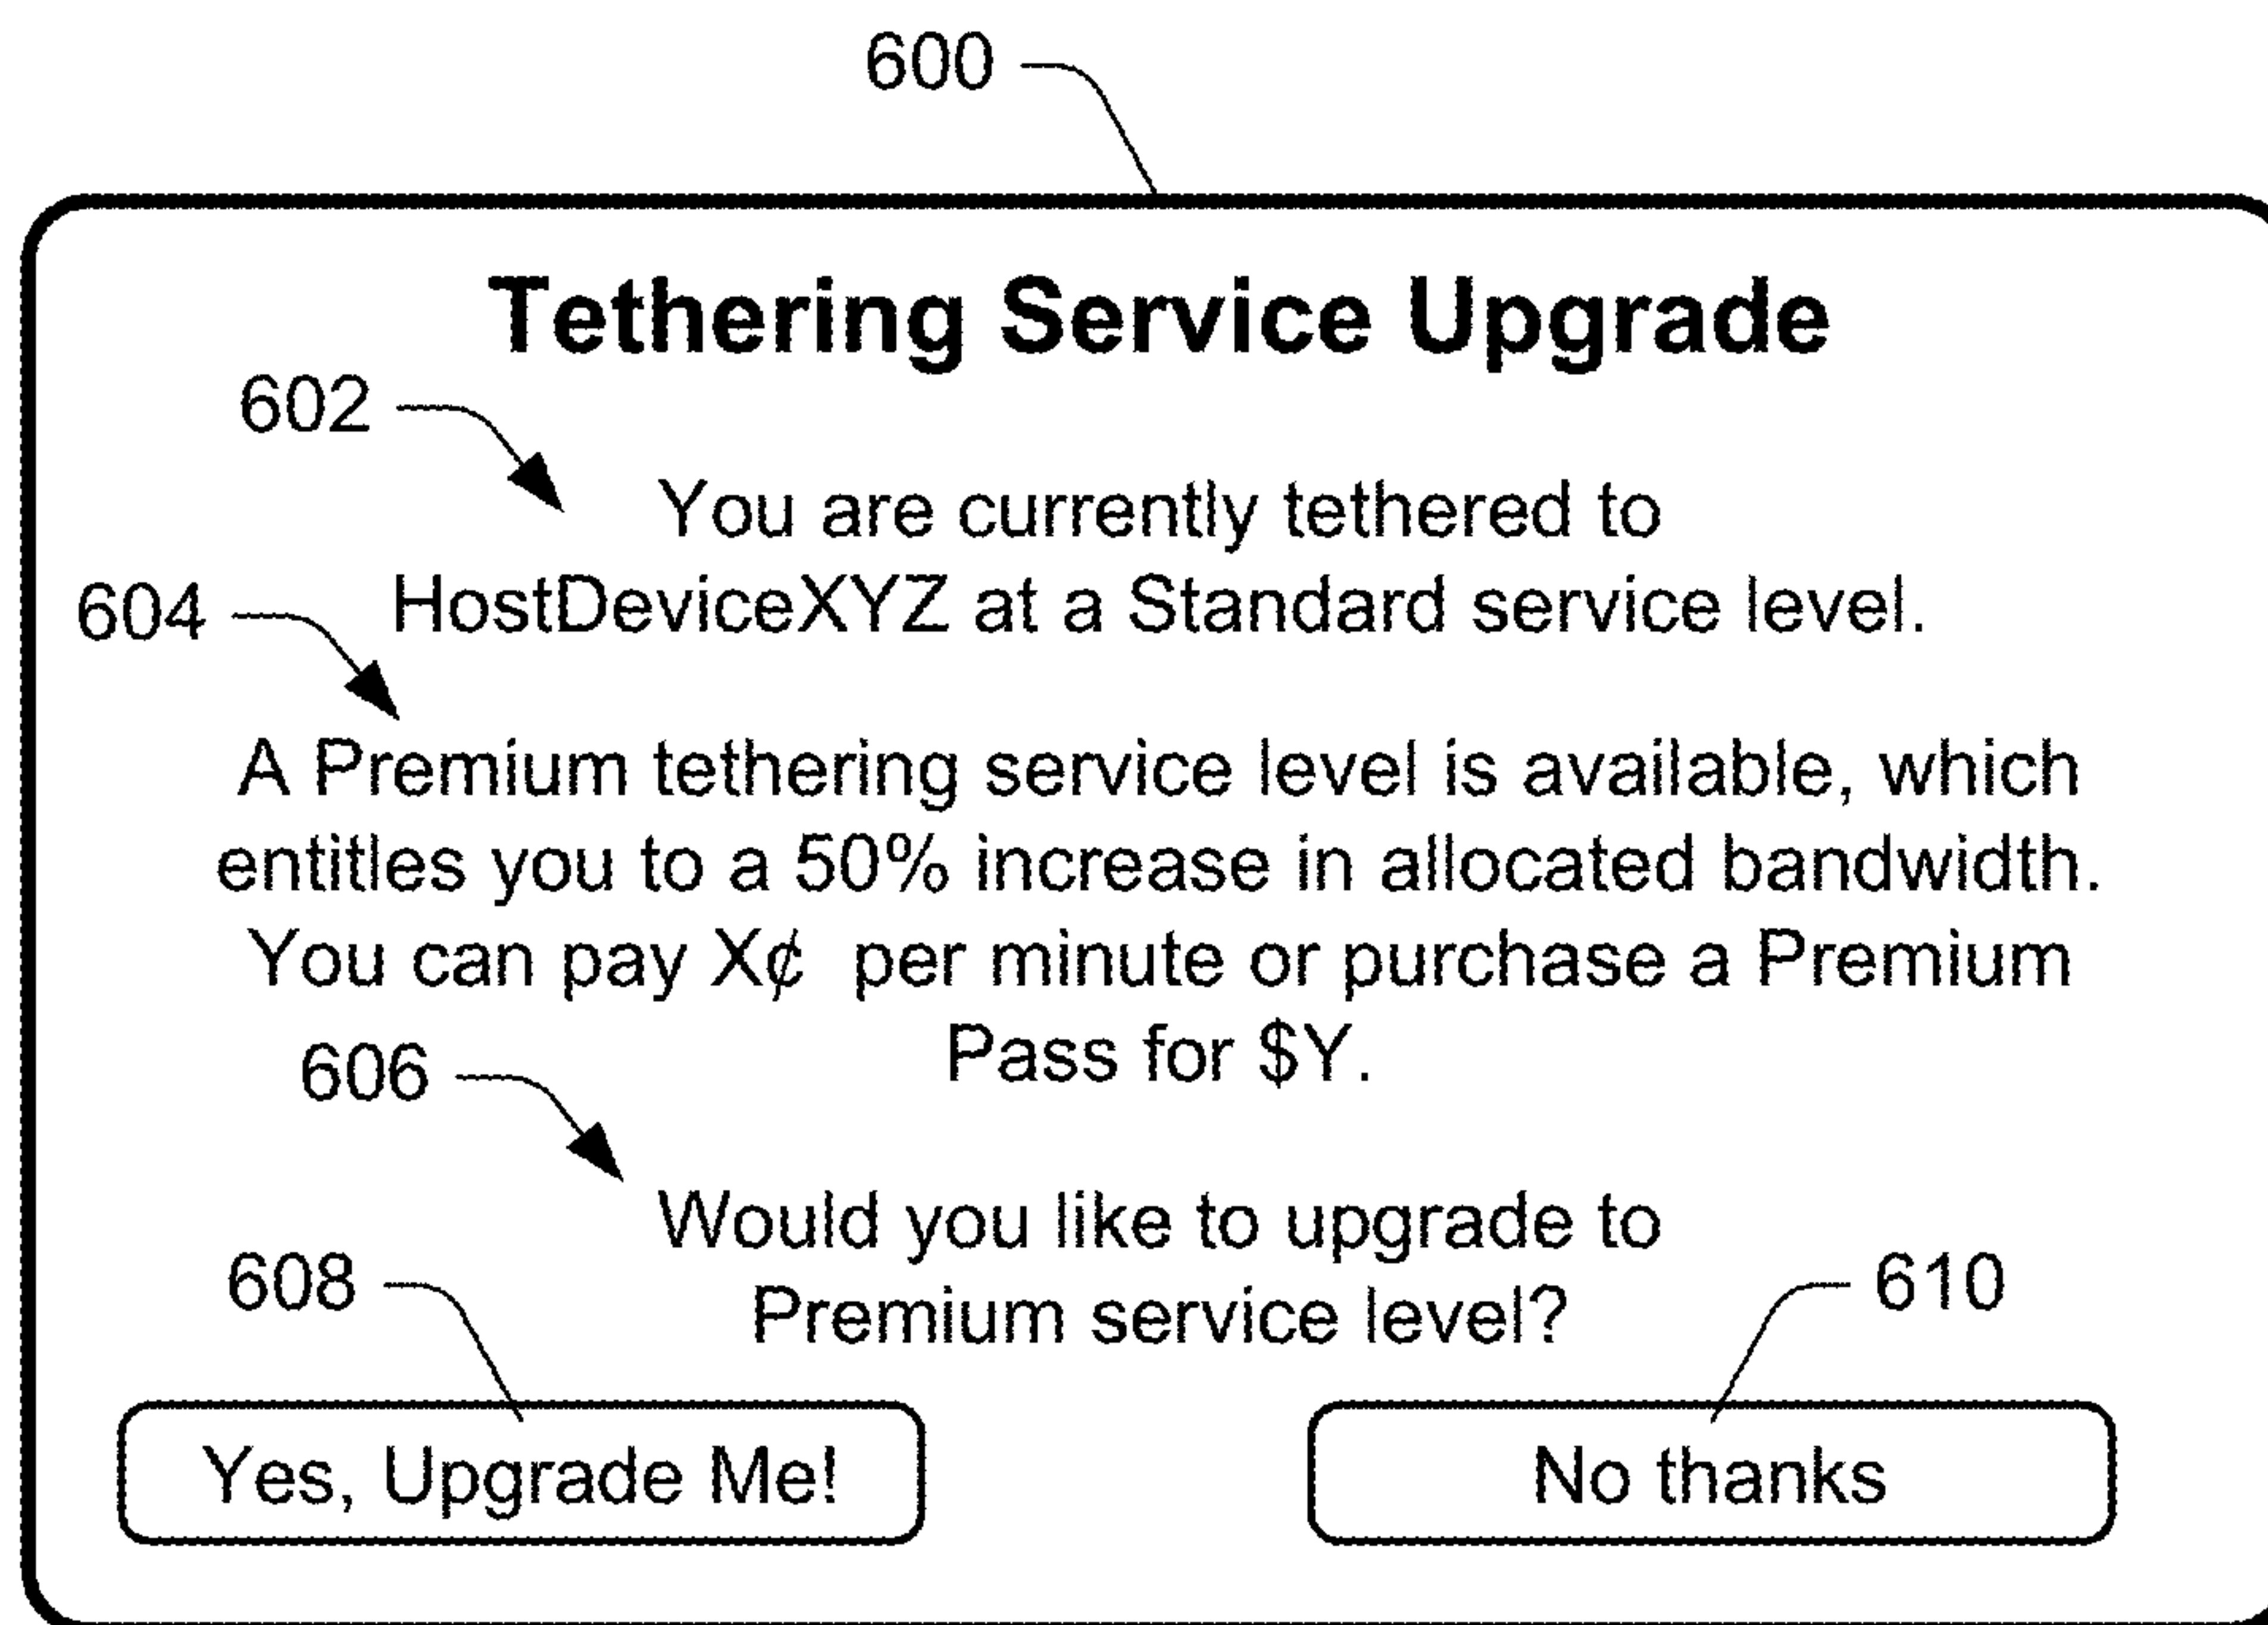 600
Tethering Service Upgrade
602
You are currently tethered to
604
HostDeviceXYZ at a Standard service level.
A Premium tethering service level is available, which
entitles you to a 50% increase in allocated bandwidth.
You can pay X¢ per minute or purchase a Premium
Pass for $Y.
606
Would you like to upgrade to
608
610
Premium service level?
Yes, Upgrade Me!
No thanks